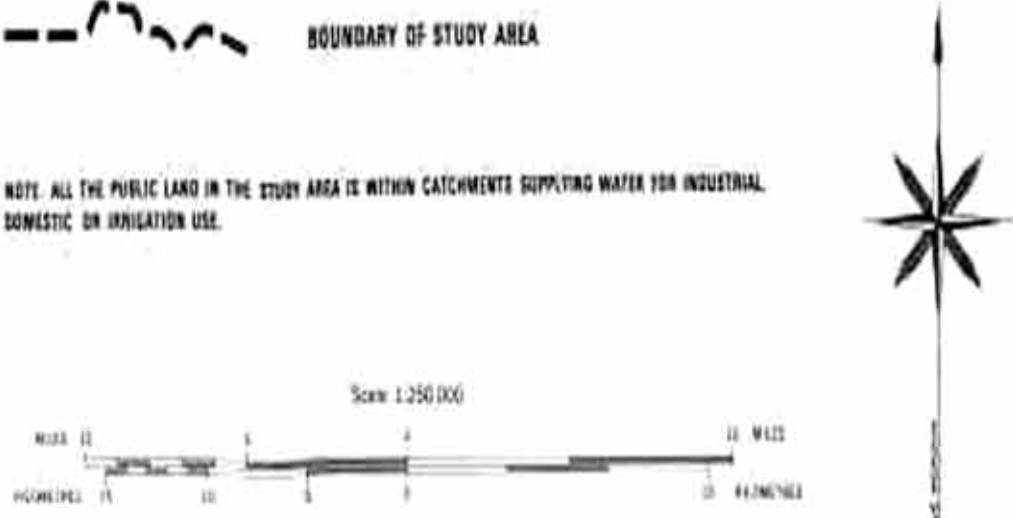 BOUNDARY OF STUDY AREA
NOTE. ALL THE PUBLIC LAND IN THE STUDY AREA IS WITHIN CATCHMENTS SUPPLYING WATER FOR INDUSTRIAL,
DOMESTIC OR IRRIGATION USE.
Scale 1:250 000
MILES
MILES
KILOMETRES
KILOMETRES